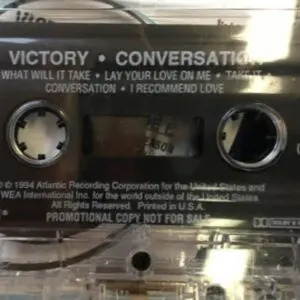 VICTORY • CONVERSATION
WHAT WILL IT TAKE • LAY YOUR LOVE ON ME • TAKE IT •
CONVERSATION • I RECOMMEND LOVE
℗ © 1994 Atlantic Recording Corporation for the United States and
WEA International Inc. for the world outside of the United States
All Rights Reserved. Printed in U.S.A.
PROMOTIONAL COPY NOT FOR SALE